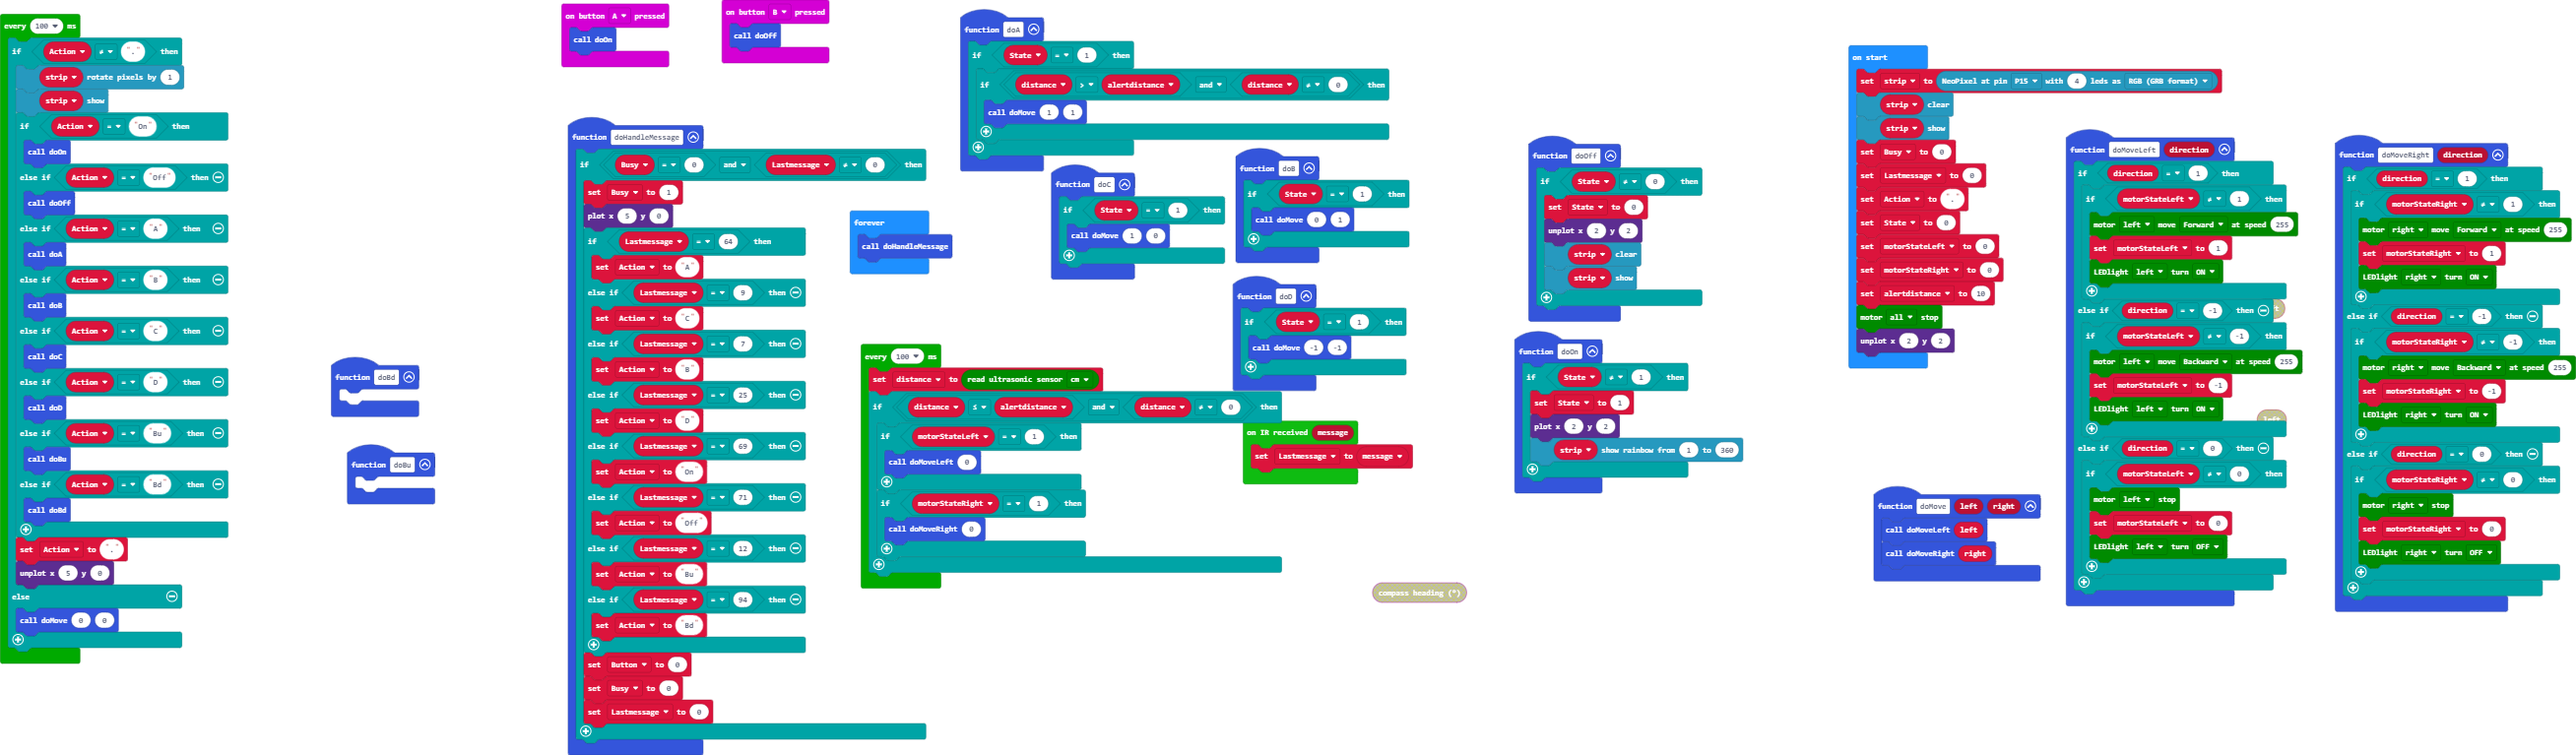 every 100 ms
if Action ≠ "." then
strip rotate pixels by 1
strip show
if Action = "On" then
call doOn
else if Action = "Off" then
call doOff
else if Action = "A" then
call doA
else if Action = "B" then
call doB
else if Action = "C" then
call doC
else if Action = "D" then
call doD
else if Action = "Bu" then
call doBu
else if Action = "Bd" then
call doBd
set Action to "."
unplot x 5 y 0
else
call doMove 0 0
function doBd
function doBu
on button A pressed
call doOn
on button B pressed
call doOff
function doHandleMessage
if Busy = 0 and Lastmessage ≠ 0 then
set Busy to 1
plot x 5 y 0
if Lastmessage = 64 then
set Action to "A"
else if Lastmessage = 9 then
set Action to "C"
else if Lastmessage = 7 then
set Action to "B"
else if Lastmessage = 25 then
set Action to "D"
else if Lastmessage = 69 then
set Action to "On"
else if Lastmessage = 71 then
set Action to "Off"
else if Lastmessage = 12 then
set Action to "Bu"
else if Lastmessage = 94 then
set Action to "Bd"
set Button to 0
set Busy to 0
set Lastmessage to 0
forever
call doHandleMessage
function doA
if State = 1 then
if distance > alertdistance and distance ≠ 0 then
call doMove 1 1
function doC
if State = 1 then
call doMove 1 0
function doB
if State = 1 then
call doMove 0 1
function doD
if State = 1 then
call doMove -1 -1
every 100 ms
set distance to read ultrasonic sensor cm
if distance ≤ alertdistance and distance ≠ 0 then
if motorStateLeft = 1 then
call doMoveLeft 0
if motorStateRight = 1 then
call doMoveRight 0
on IR received message
set Lastmessage to message
compass heading (°)
function doOff
if State ≠ 0 then
set State to 0
unplot x 2 y 2
strip clear
strip show
function doOn
if State ≠ 1 then
set State to 1
plot x 2 y 2
strip show rainbow from 1 to 360
on start
set strip to NeoPixel at pin P15 with 4 leds as RGB (GRB format)
strip clear
strip show
set Busy to 0
set Lastmessage to 0
set Action to "."
set State to 0
set motorStateLeft to 0
set motorStateRight to 0
set alertdistance to 10
motor all stop
unplot x 2 y 2
function doMove left right
call doMoveLeft left
call doMoveRight right
function doMoveLeft direction
if direction = 1 then
if motorStateLeft ≠ 1 then
motor left move Forward at speed 255
set motorStateLeft to 1
LEDlight left turn ON
else if direction = -1 then
if motorStateLeft ≠ -1 then
motor left move Backward at speed 255
set motorStateLeft to -1
LEDlight left turn ON
left
else if direction = 0 then
if motorStateLeft ≠ 0 then
motor left stop
set motorStateLeft to 0
LEDlight left turn OFF
function doMoveRight direction
if direction = 1 then
if motorStateRight ≠ 1 then
motor right move Forward at speed 255
set motorStateRight to 1
LEDlight right turn ON
else if direction = -1 then
if motorStateRight ≠ -1 then
motor right move Backward at speed 255
set motorStateRight to -1
LEDlight right turn ON
else if direction = 0 then
if motorStateRight ≠ 0 then
motor right stop
set motorStateRight to 0
LEDlight right turn OFF